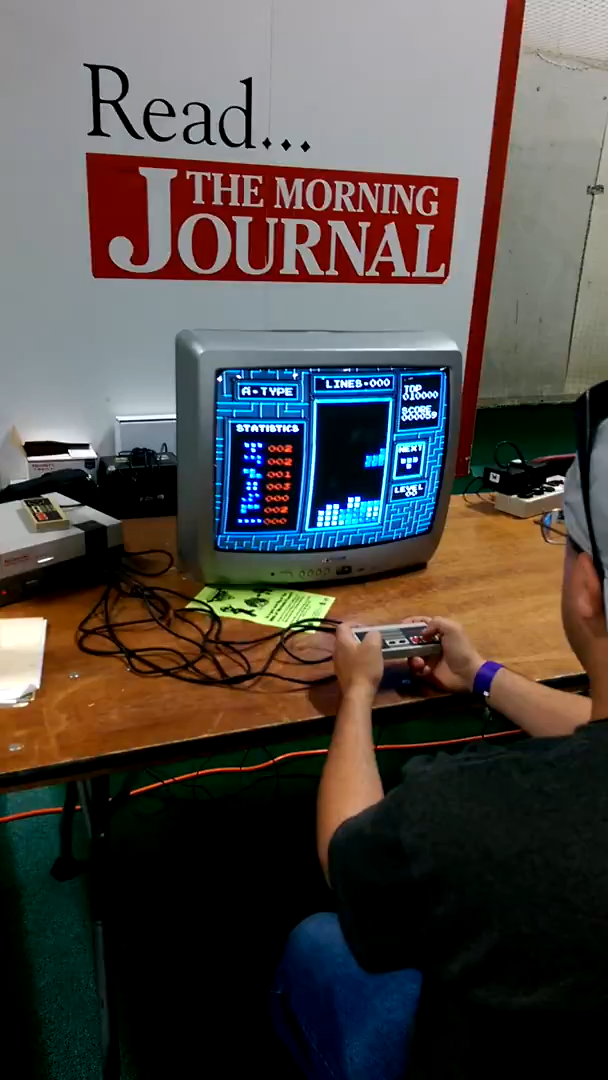 Read...
THE MORNING
JOURNAL
A-TYPE
LINES-000
TOP
010000
SCORE
000059
STATISTICS
002
002
001
003
000
002
000
NEXT
LEVEL
00